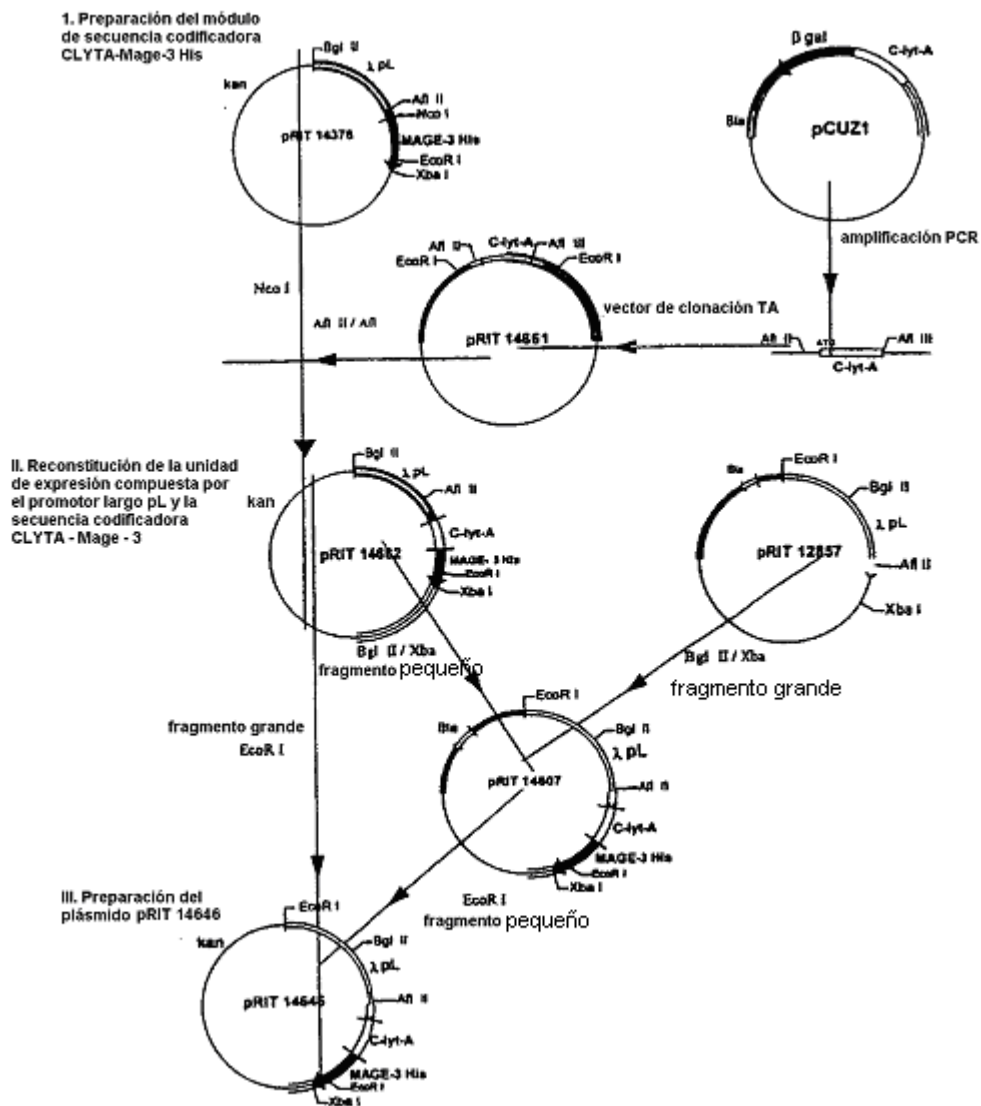 1. Preparación del módulo
de secuencia codificadora
CLYTA-Mage-3 His
Bgl II
λ pL
kan
Afl II
Nco I
pRIT 14376
MAGE-3 His
EcoR I
Xba I
β gal
C-lyt-A
Bla
pCUZ1
amplificación PCR
Nco I
Afl II / Afl
Afl II
C-lyt-A
Afl III
EcoR I
EcoR I
pRIT 14661
vector de clonación TA
Afl II
ATG
Afl III
C-lyt-A
II. Reconstitución de la unidad
de expresión compuesta por
el promotor largo pL y la
secuencia codificadora
CLYTA - Mage - 3
Bgl II
λ pL
kan
Afl II
C-lyt-A
pRIT 14662
MAGE- 3 His
EcoR I
Xba I
Bgl II / Xba
fragmento pequeño
Bla
EcoR I
Bgl II
λ pL
pRIT 12857
Afl II
Xba I
Bgl II / Xba
fragmento grande
fragmento grande
EcoR I
EcoR I
Bla
Bgl II
λ pL
pRIT 14607
Afl II
C-lyt-A
MAGE-3 His
EcoR I
Xba I
EcoR I
fragmento pequeño
III. Preparación del
plásmido pRIT 14646
EcoR I
kan
Bgl II
λ pL
Afl II
C-lyt-A
MAGE-3 His
EcoR I
Xba I